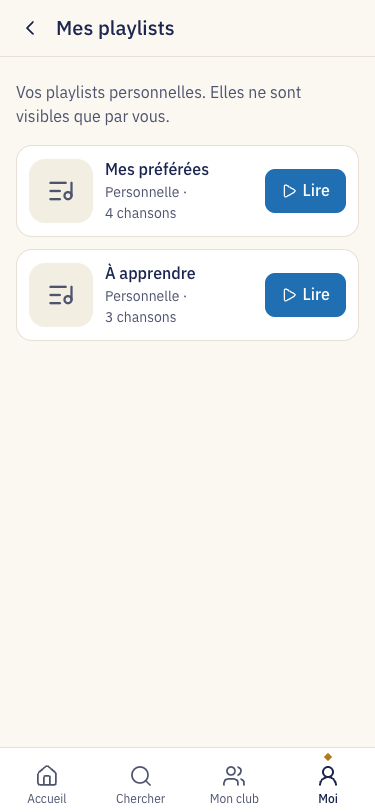 Mes playlists
Vos playlists personnelles. Elles ne sont
visibles que par vous.
Mes préférées
Personnelle ·
4 chansons
Lire
À apprendre
Personnelle ·
3 chansons
Lire
Accueil
Chercher
Mon club
Moi